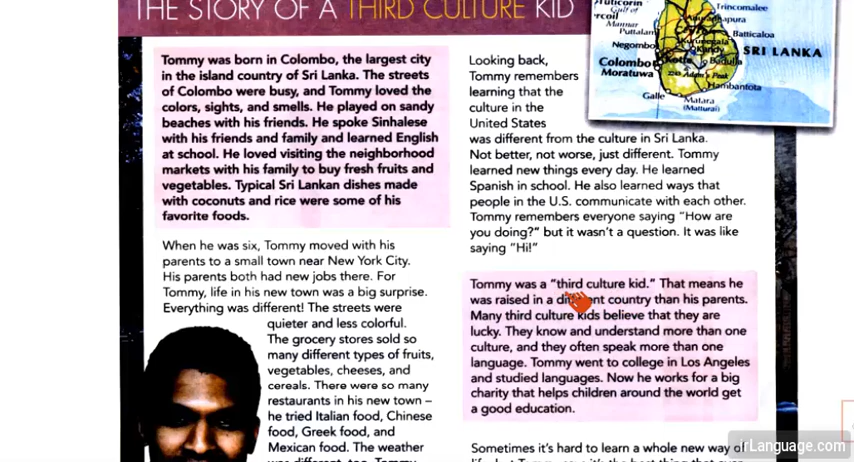 THE STORY OF A THIRD CULTURE KID
Tommy was born in Colombo, the largest city
in the island country of Sri Lanka. The streets
of Colombo were busy, and Tommy loved the
colors, sights, and smells. He played on sandy
beaches with his friends. He spoke Sinhalese
with his friends and family and learned English
at school. He loved visiting the neighborhood
markets with his family to buy fresh fruits and
vegetables. Typical Sri Lankan dishes made
with coconuts and rice were some of his
favorite foods.
When he was six, Tommy moved with his
parents to a small town near New York City.
His parents both had new jobs there. For
Tommy, life in his new town was a big surprise.
Everything was different! The streets were
quieter and less colorful.
The grocery stores sold so
many different types of fruits,
vegetables, cheeses, and
cereals. There were so many
restaurants in his new town –
he tried Italian food, Chinese
food, Greek food, and
Mexican food. The weather
was different, too. Tommy
Looking back,
Tommy remembers
learning that the
culture in the
United States
was different from the culture in Sri Lanka.
Not better, not worse, just different. Tommy
learned new things every day. He learned
Spanish in school. He also learned ways that
people in the U.S. communicate with each other.
Tommy remembers everyone saying “How are
you doing?” but it wasn’t a question. It was like
saying “Hi!”
Tommy was a “third culture kid.” That means he
was raised in a different country than his parents.
Many third culture kids believe that they are
lucky. They know and understand more than one
culture, and they often speak more than one
language. Tommy went to college in Los Angeles
and studied languages. Now he works for a big
charity that helps children around the world get
a good education.
Sometimes it’s hard to learn a whole new way of
Trincomalee
Gulf of
Mannar
Puttalam
Batticaloa
Kurunegala
Negombo
Kandy
SRI LANKA
Colombo
Kotte
Badulla
Moratuwa
Adam's Peak
Hambantota
Galle
Matara
(Matturai)
irLanguage.com